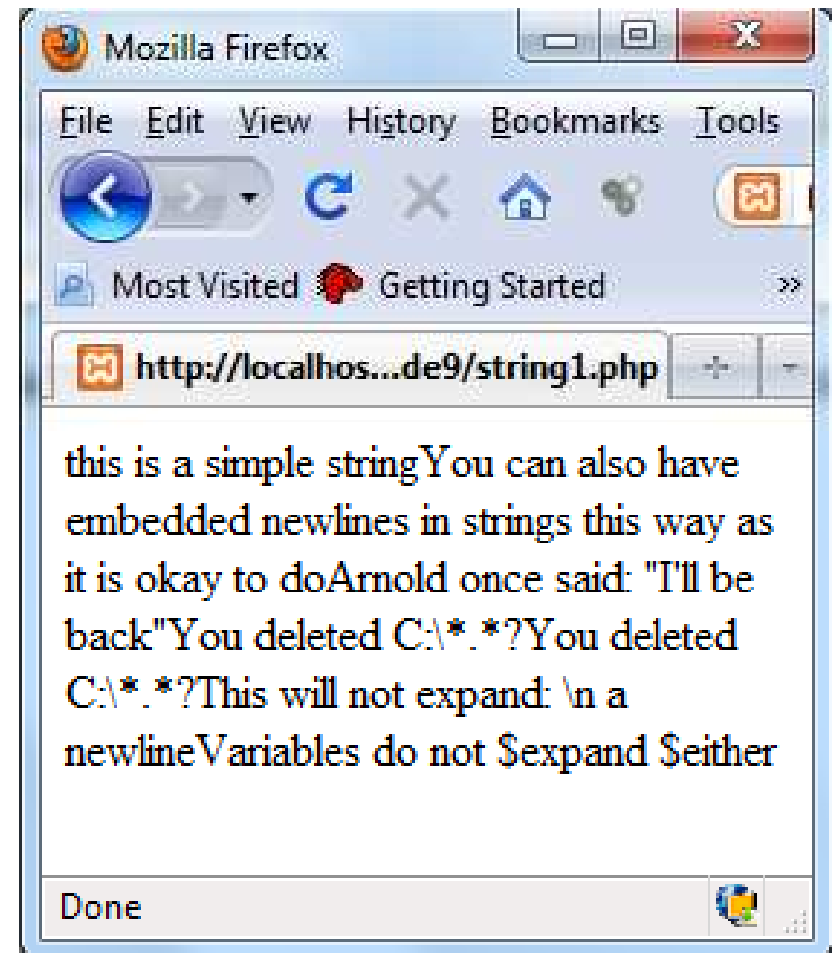 Mozilla Firefox
File Edit View History Bookmarks Tools
Most Visited Getting Started »
http://localhos...de9/string1.php
this is a simple stringYou can also have
embedded newlines in strings this way as
it is okay to doArnold once said: "I'll be
back"You deleted C:\*.*?You deleted
C:\*.*?This will not expand: \n a
newlineVariables do not $expand $either
Done